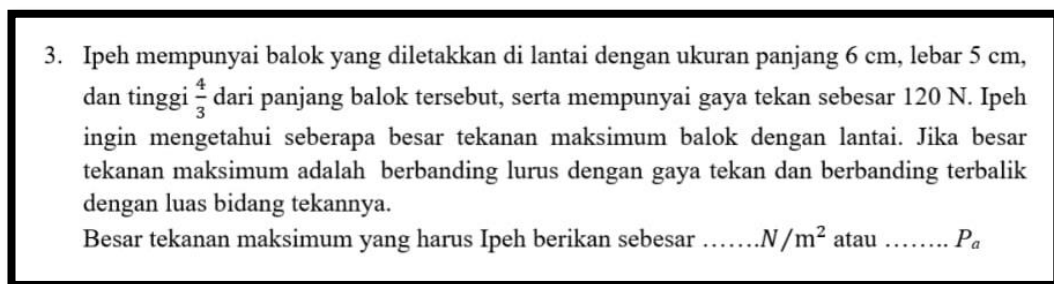 3. Ipeh mempunyai balok yang diletakkan di lantai dengan ukuran panjang 6 cm, lebar 5 cm,
dan tinggi 4/3 dari panjang balok tersebut, serta mempunyai gaya tekan sebesar 120 N. Ipeh
ingin mengetahui seberapa besar tekanan maksimum balok dengan lantai. Jika besar
tekanan maksimum adalah berbanding lurus dengan gaya tekan dan berbanding terbalik
dengan luas bidang tekannya.
Besar tekanan maksimum yang harus Ipeh berikan sebesar .......N/m² atau ........ Pₐ